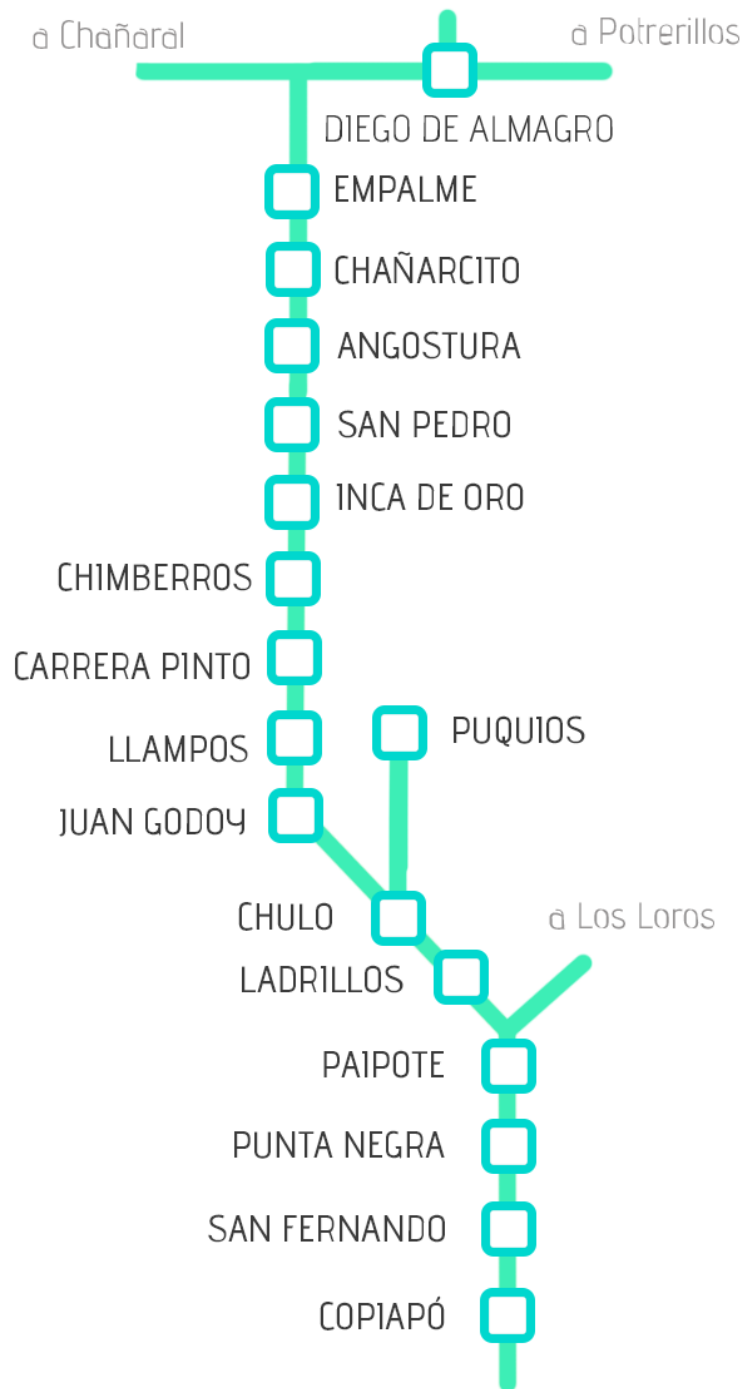 a Chañaral
a Potrerillos
DIEGO DE ALMAGRO
EMPALME
CHAÑARCITO
ANGOSTURA
SAN PEDRO
INCA DE ORO
CHIMBERROS
CARRERA PINTO
PUQUIOS
LLAMPOS
JUAN GODOY
CHULO
a Los Loros
LADRILLOS
PAIPOTE
PUNTA NEGRA
SAN FERNANDO
COPIAPÓ